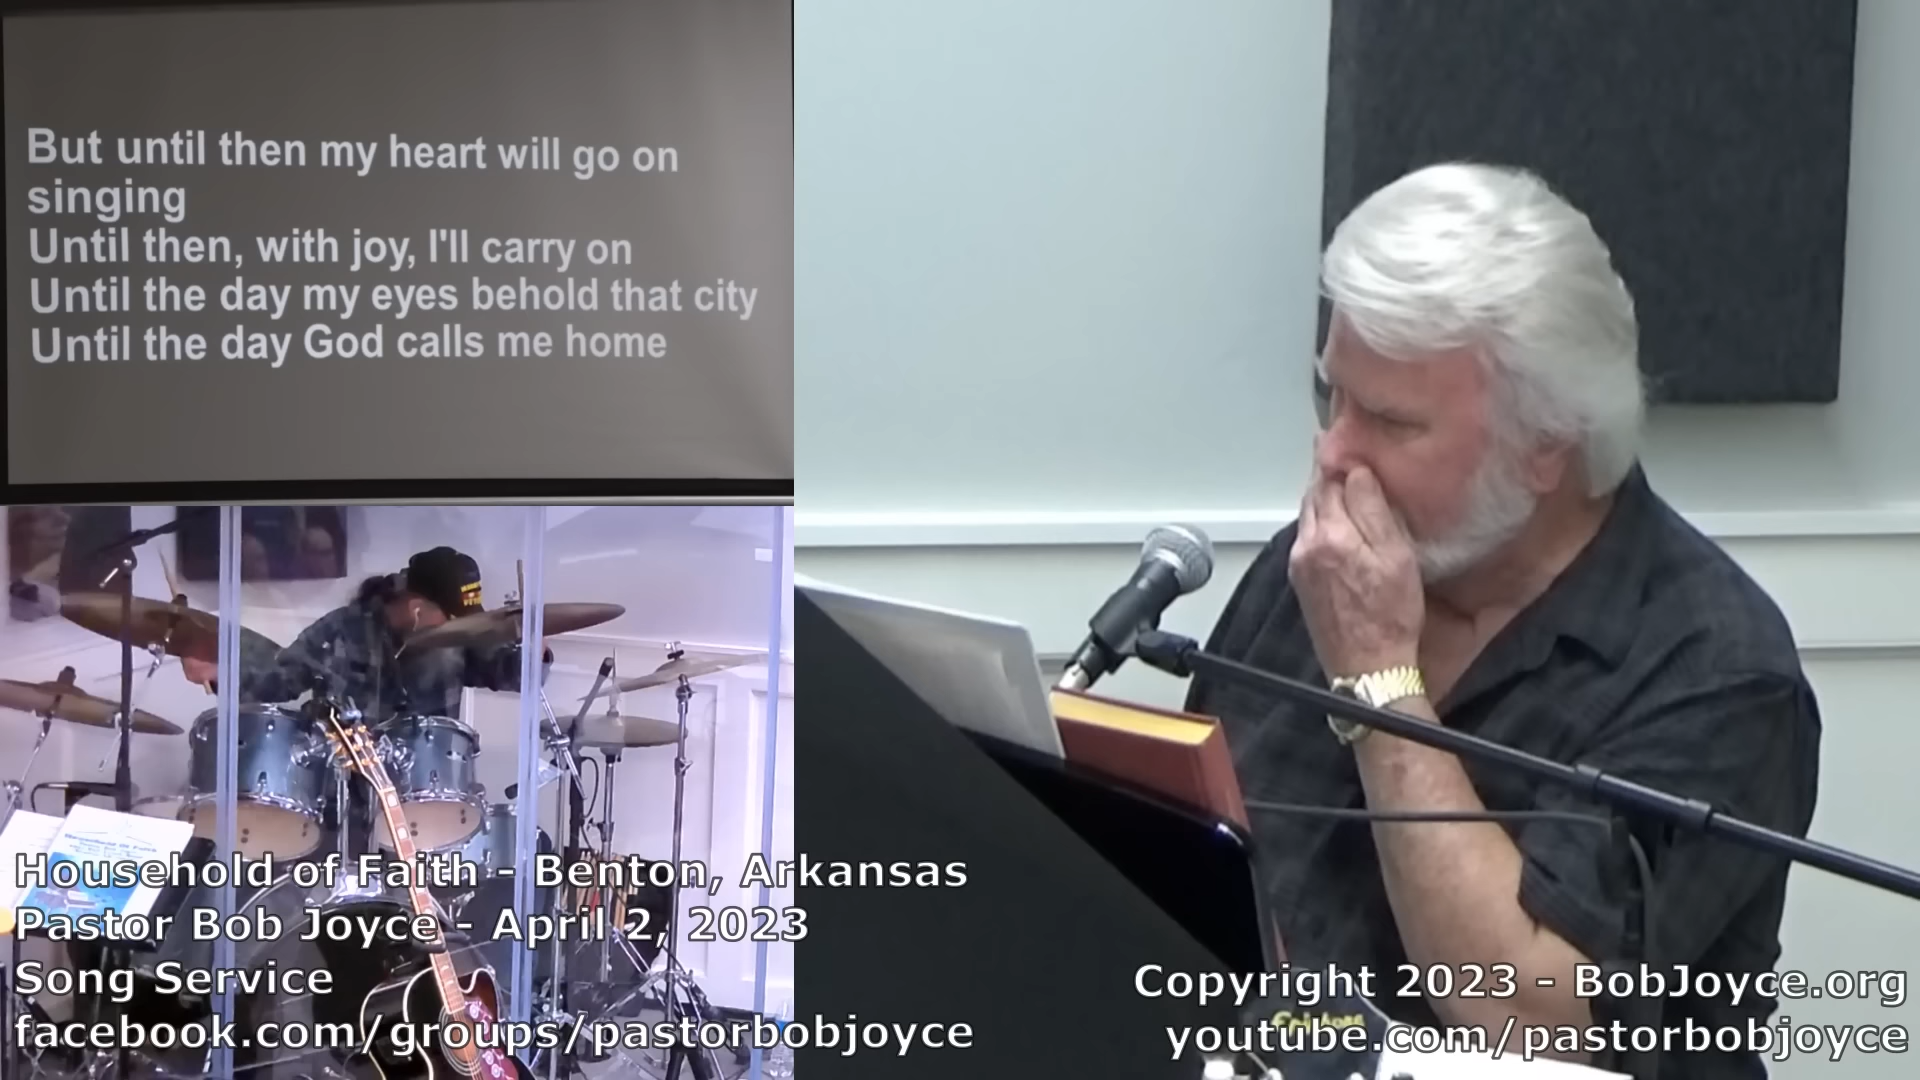 But until then my heart will go on
singing
Until then, with joy, I'll carry on
Until the day my eyes behold that city
Until the day God calls me home
Household of Faith - Benton, Arkansas
Pastor Bob Joyce - April 2, 2023
Song Service
facebook.com/groups/pastorbobjoyce
Copyright 2023 - BobJoyce.org
youtube.com/pastorbobjoyce
Epiphone